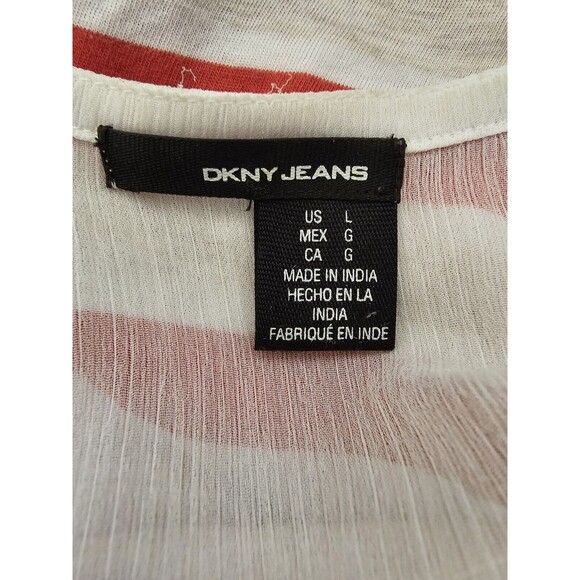 DKNY JEANS
US L
MEX G
CA G
MADE IN INDIA
HECHO EN LA
INDIA
FABRIQUÉ EN INDE